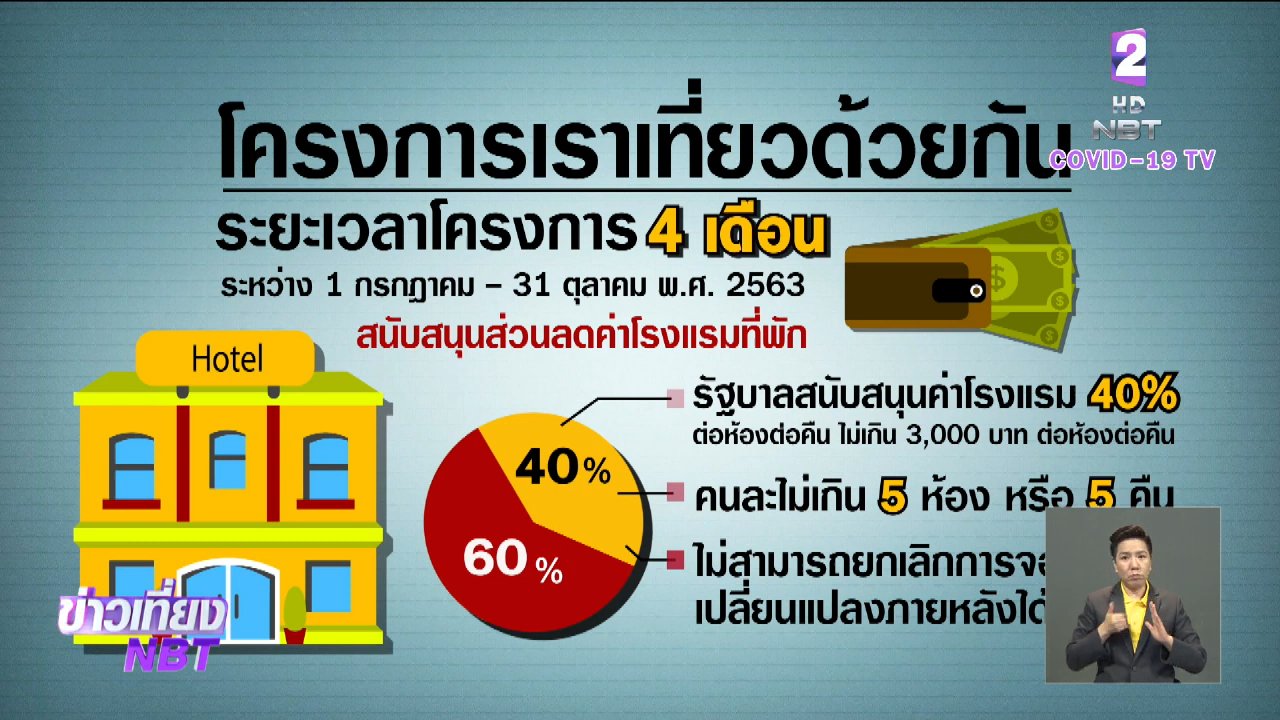 2
HD
NBT
COVID-19 TV
โครงการเราเที่ยวด้วยกัน
ระยะเวลาโครงการ 4 เดือน
ระหว่าง 1 กรกฎาคม – 31 ตุลาคม พ.ศ. 2563
สนับสนุนส่วนลดค่าโรงแรมที่พัก
Hotel
รัฐบาลสนับสนุนค่าโรงแรม 40%
ต่อห้องต่อคืน ไม่เกิน 3,000 บาท ต่อห้องต่อคืน
40%
60%
คนละไม่เกิน 5 ห้อง หรือ 5 คืน
ไม่สามารถยกเลิกการจอ
เปลี่ยนแปลงภายหลังได้
ข่าวเที่ยง
NBT